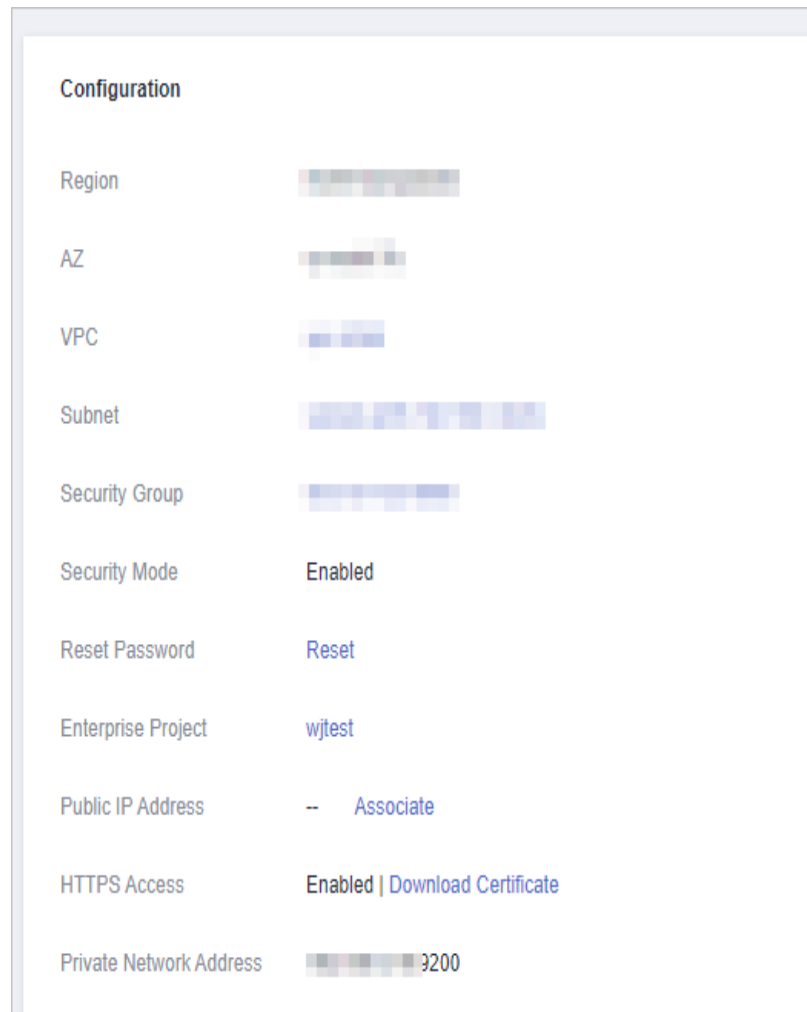 Configuration
Region
AZ
VPC
Subnet
Security Group
Security Mode Enabled
Reset Password Reset
Enterprise Project wjtest
Public IP Address -- Associate
HTTPS Access Enabled | Download Certificate
Private Network Address 9200